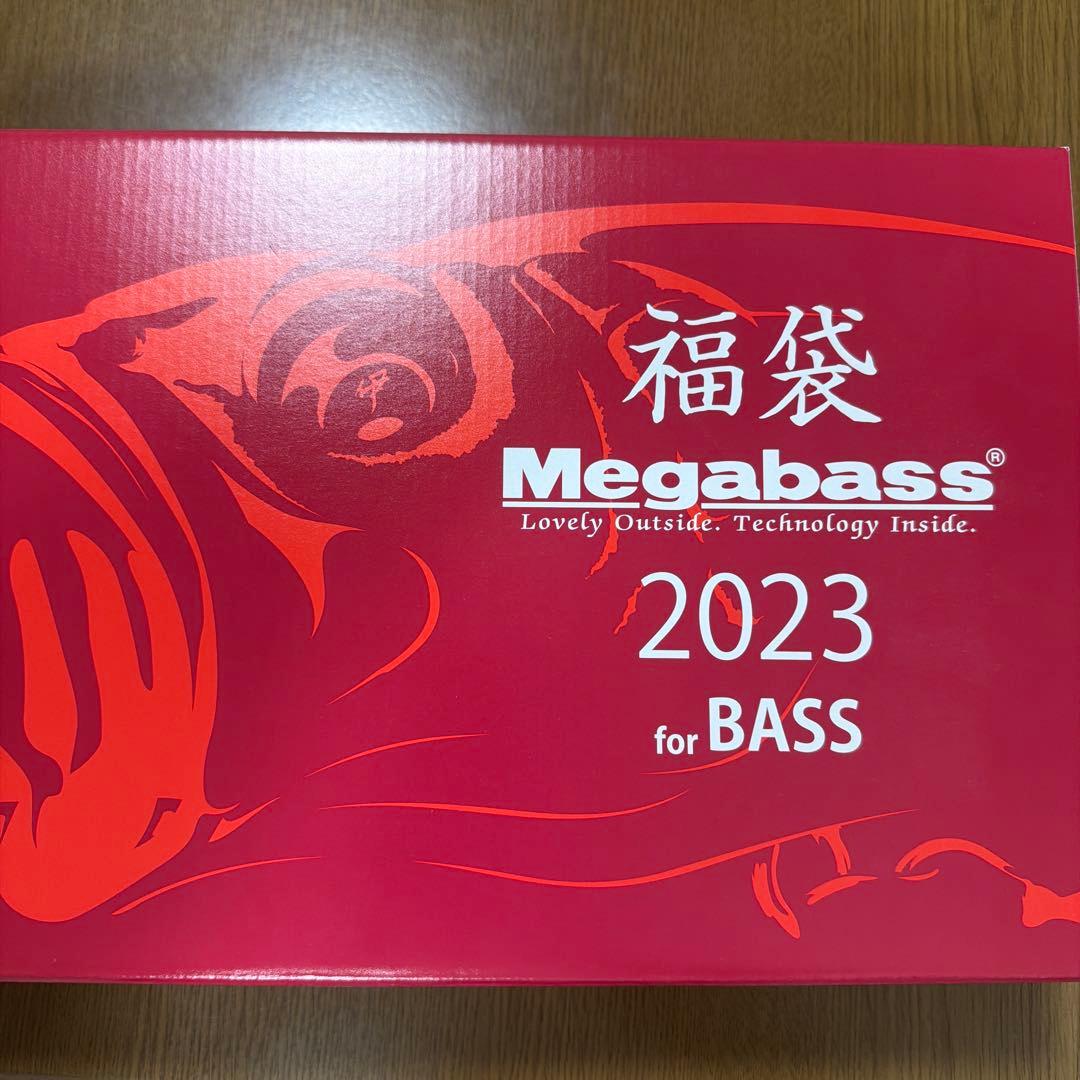 福袋
Megabass®
Lovely Outside. Technology Inside.
2023
for BASS